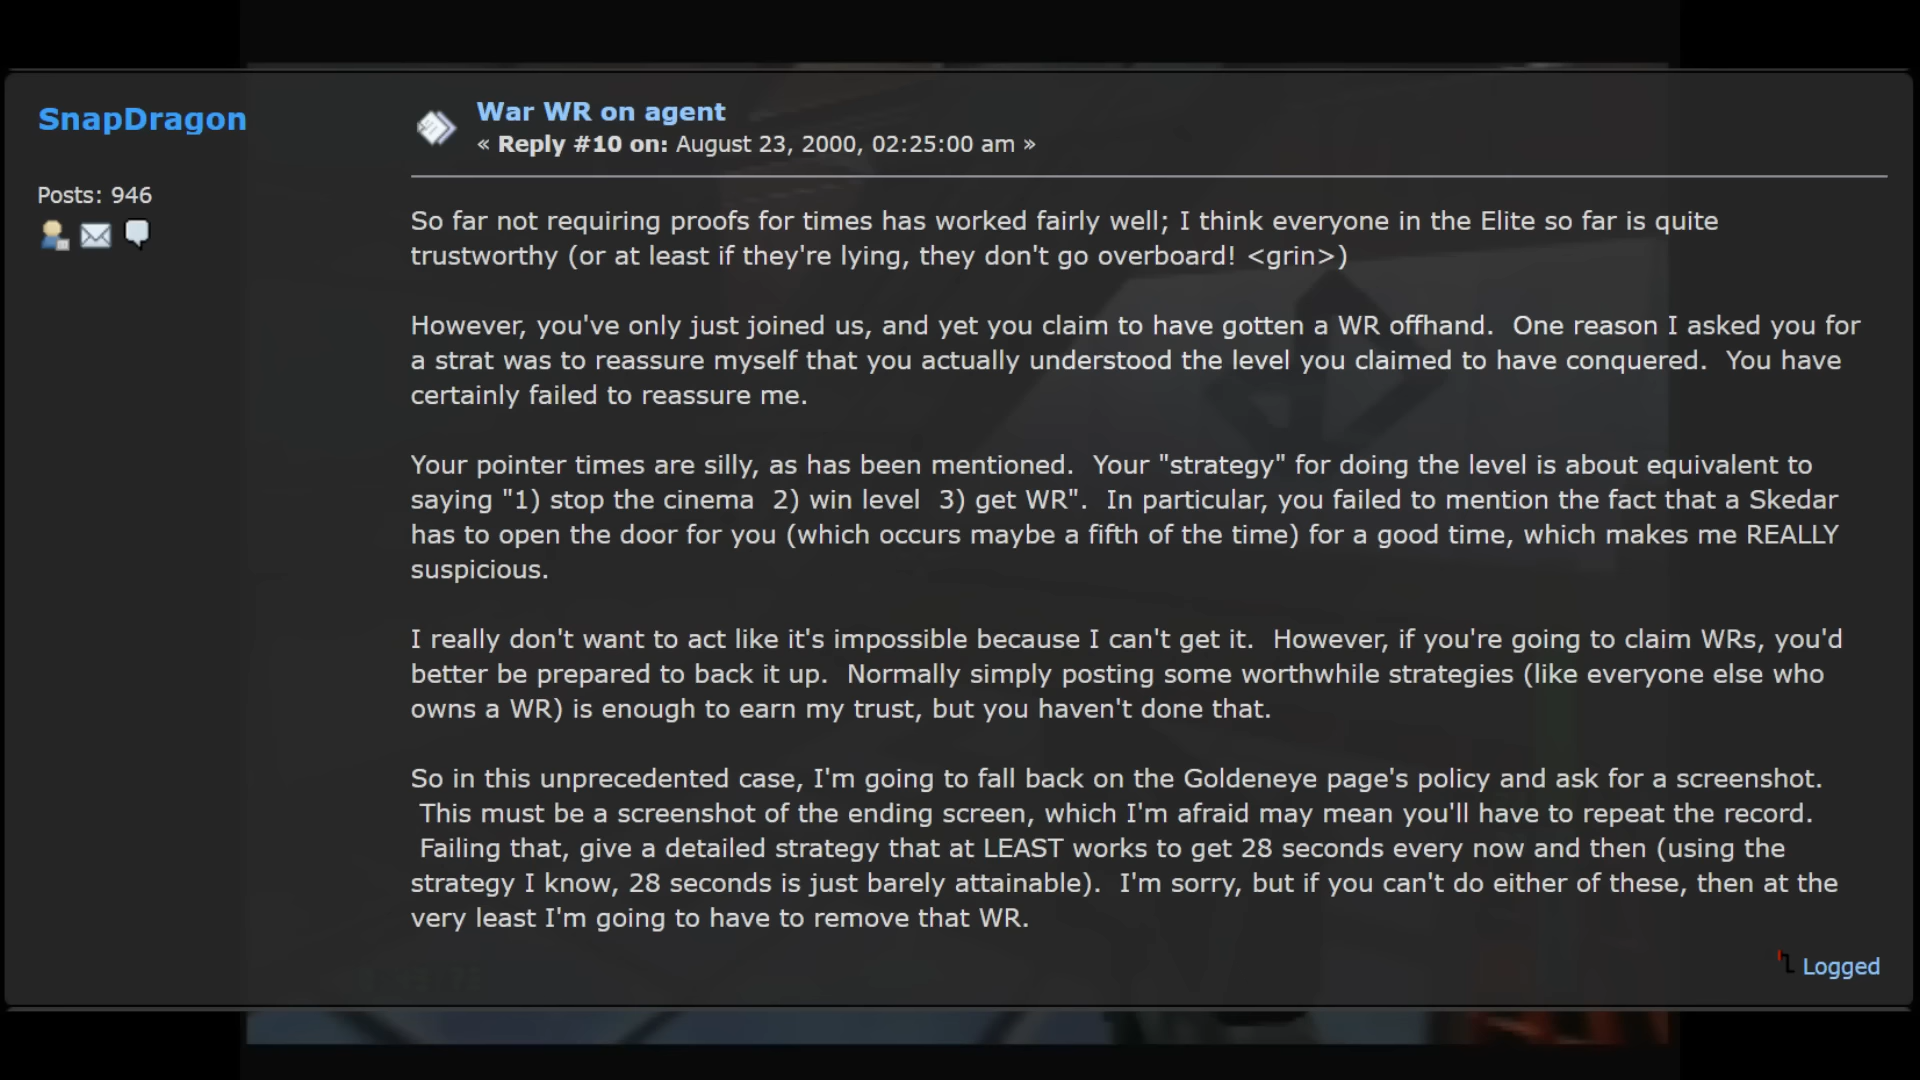 SnapDragon
War WR on agent
« Reply #10 on: August 23, 2000, 02:25:00 am »
Posts: 946
So far not requiring proofs for times has worked fairly well; I think everyone in the Elite so far is quite
trustworthy (or at least if they're lying, they don't go overboard! <grin>)
However, you've only just joined us, and yet you claim to have gotten a WR offhand.  One reason I asked you for
a strat was to reassure myself that you actually understood the level you claimed to have conquered.  You have
certainly failed to reassure me.
Your pointer times are silly, as has been mentioned.  Your "strategy" for doing the level is about equivalent to
saying "1) stop the cinema  2) win level  3) get WR".  In particular, you failed to mention the fact that a Skedar
has to open the door for you (which occurs maybe a fifth of the time) for a good time, which makes me REALLY
suspicious.
I really don't want to act like it's impossible because I can't get it.  However, if you're going to claim WRs, you'd
better be prepared to back it up.  Normally simply posting some worthwhile strategies (like everyone else who
owns a WR) is enough to earn my trust, but you haven't done that.
So in this unprecedented case, I'm going to fall back on the Goldeneye page's policy and ask for a screenshot.
This must be a screenshot of the ending screen, which I'm afraid may mean you'll have to repeat the record.
Failing that, give a detailed strategy that at LEAST works to get 28 seconds every now and then (using the
strategy I know, 28 seconds is just barely attainable).  I'm sorry, but if you can't do either of these, then at the
very least I'm going to have to remove that WR.
Logged